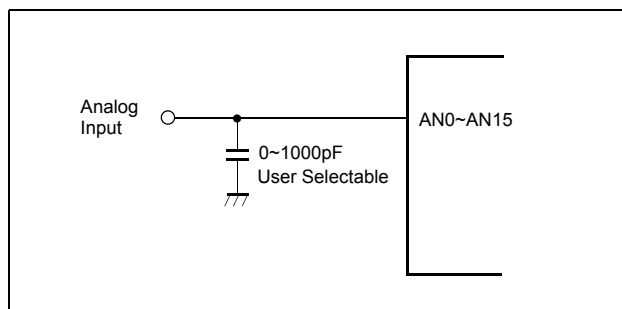 Analog
Input
AN0~AN15
0~1000pF
User Selectable